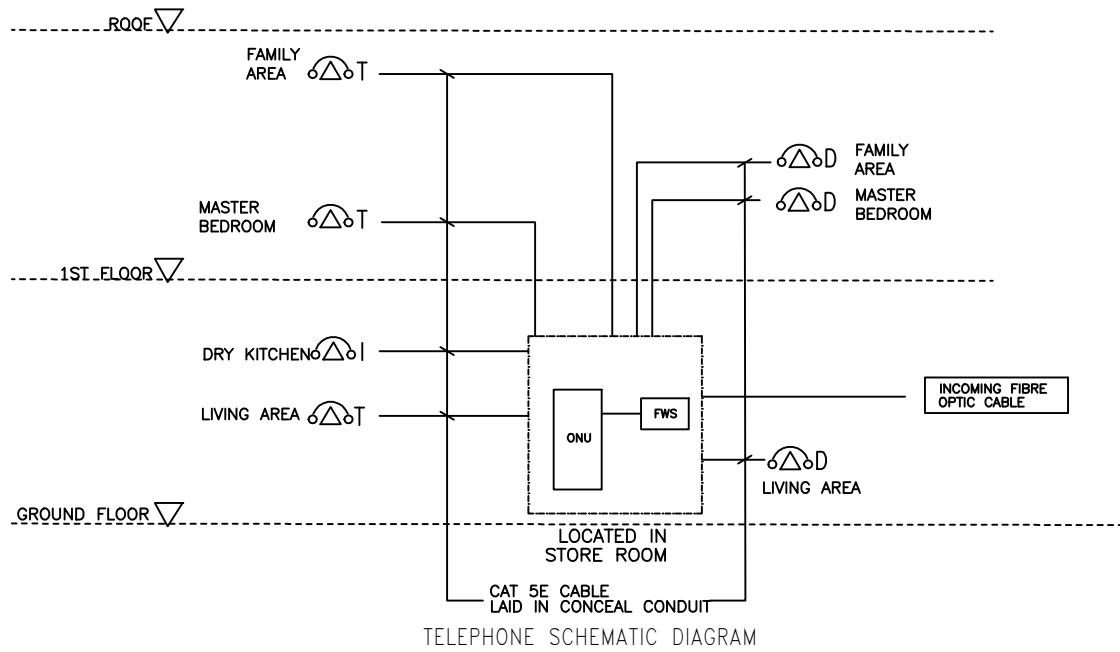 ROOF
FAMILY
AREA
T
FAMILY
AREA
D
MASTER
BEDROOM
D
MASTER
BEDROOM
T
1ST FLOOR
DRY KITCHEN
I
LIVING AREA
T
ONU
FWS
INCOMING FIBRE
OPTIC CABLE
D
LIVING AREA
GROUND FLOOR
LOCATED IN
STORE ROOM
CAT 5E CABLE
LAID IN CONCEAL CONDUIT
TELEPHONE SCHEMATIC DIAGRAM